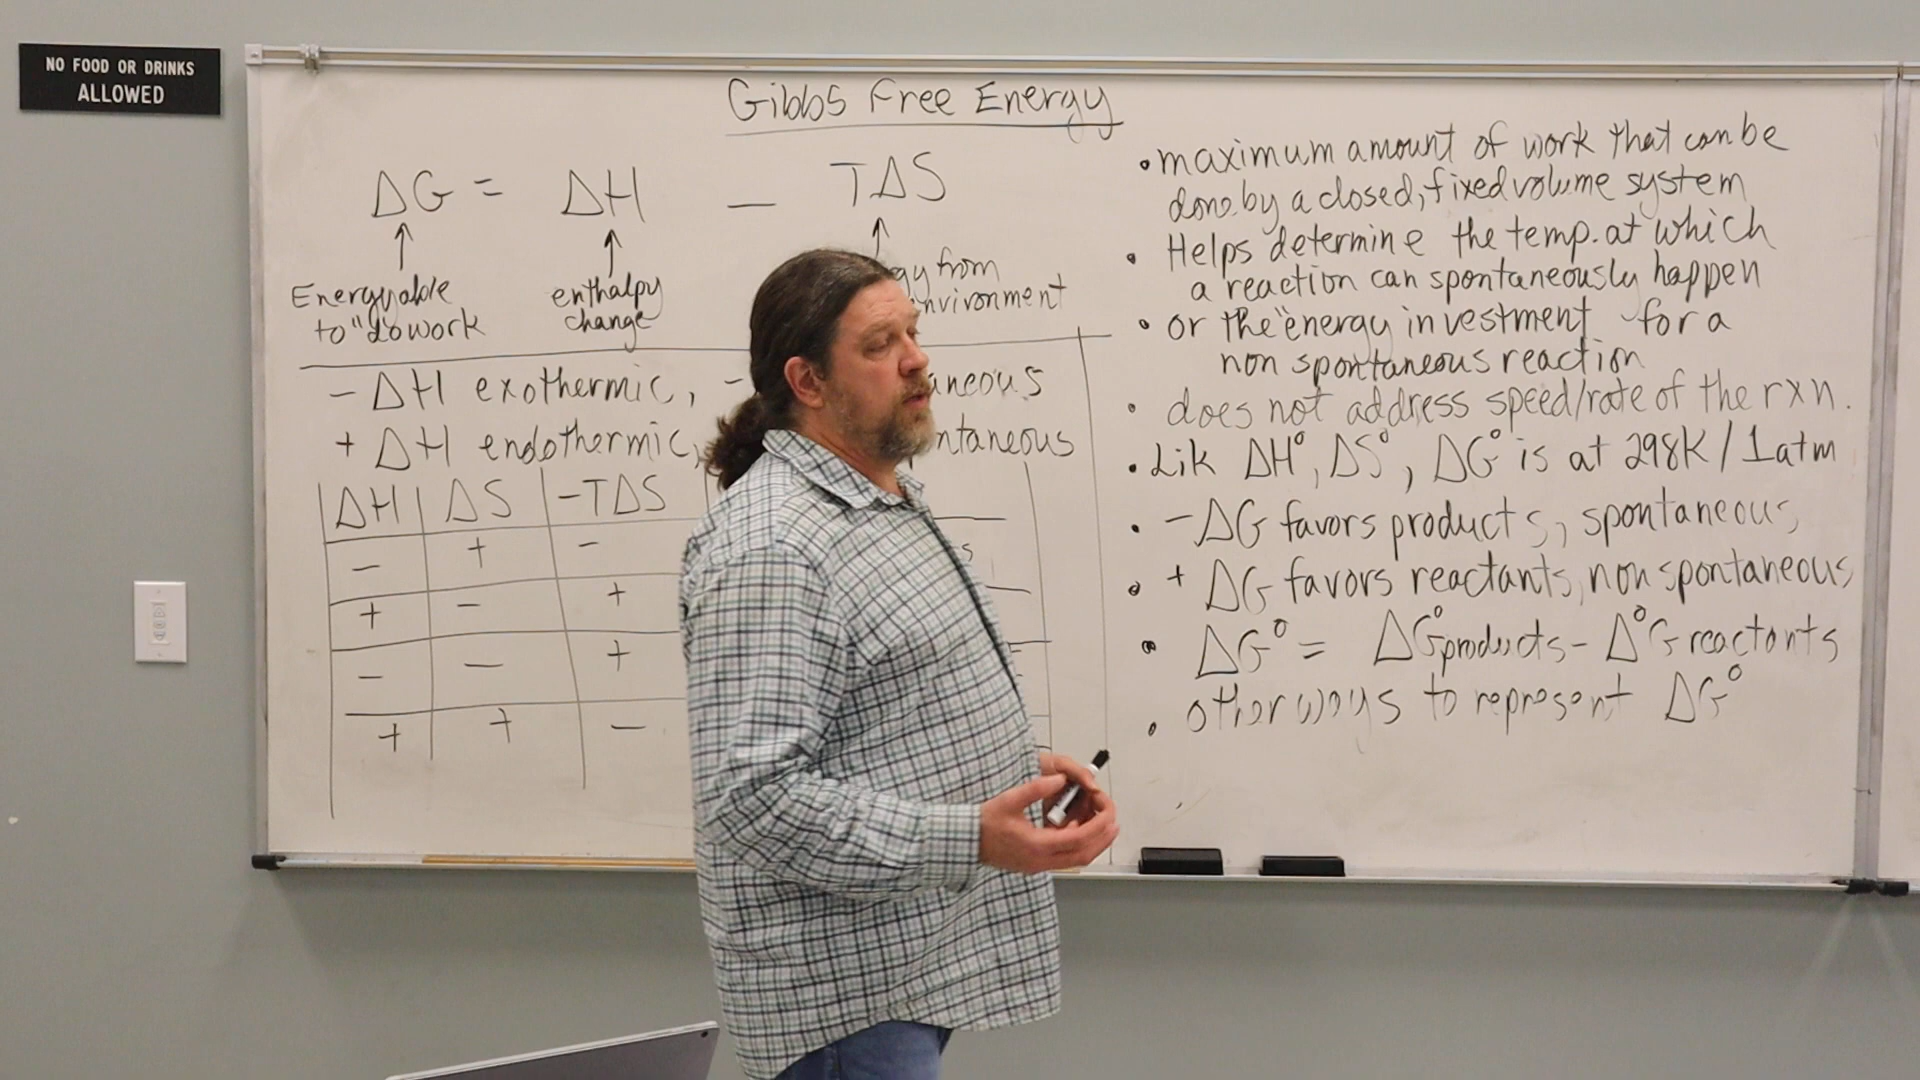 NO FOOD OR DRINKS
ALLOWED
Gibbs Free Energy
ΔG = ΔH – TΔS
↑ ↑ ↑
Energy able
to "do work
enthalpy
change
from
- ΔH exothermic, -
+ ΔH endothermic,
ΔH ΔS -TΔS
- + -
+ - +
- - +
+ + -
• maximum amount of work that can be
done by a closed, fixed volume system
• Helps determine the temp. at which
a reaction can spontaneously happen
• or the "energy investment for a
non spontaneous reaction
• does not address speed/rate of the rxn.
• Lik ΔH°, ΔS°, ΔG° is at 298K / 1atm
• -ΔG favors products, spontaneous
• + ΔG favors reactants, non spontaneous
• ΔG° = ΔG°products - Δ°G reactants
• other ways to represent ΔG°